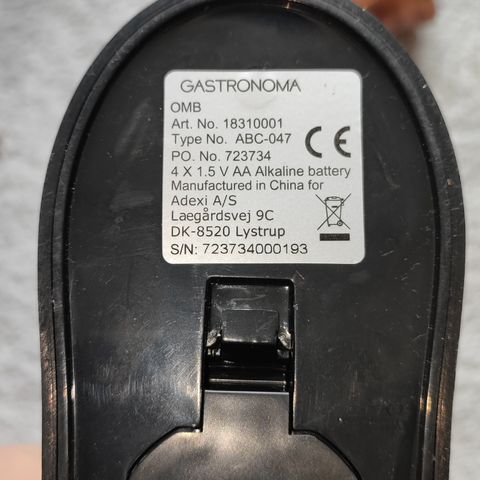 GASTRONOMA
OMB
Art. No. 18310001
Type No. ABC-047
PO. No. 723734
CE
4 X 1.5 V AA Alkaline battery
Manufactured in China for
Adexi A/S
Laegårdsvej 9C
DK-8520 Lystrup
S/N: 723734000193